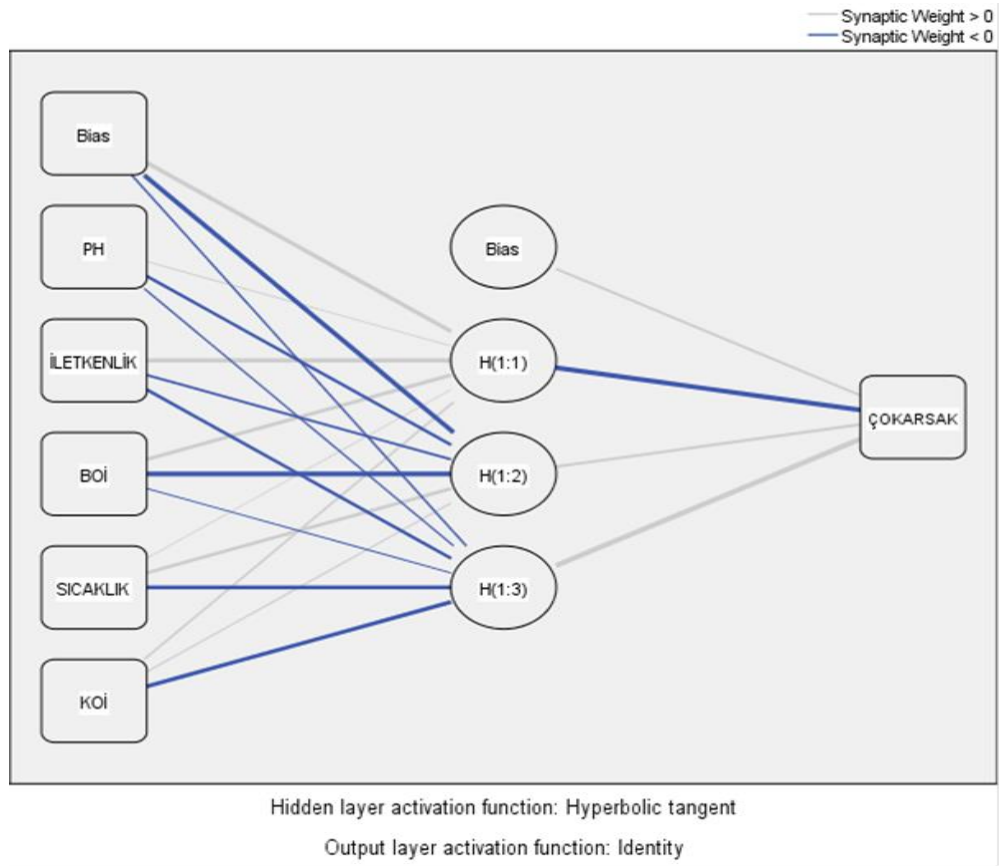 Synaptic Weight > 0
Synaptic Weight < 0
Bias
PH
İLETKENLİK
BOİ
SICAKLIK
KOİ
Bias
H(1:1)
H(1:2)
H(1:3)
ÇOKARSAK
Hidden layer activation function: Hyperbolic tangent
Output layer activation function: Identity